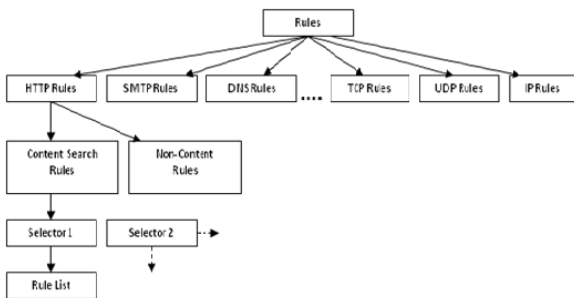 Rules
HTTP Rules
SMTP Rules
DNS Rules
....
TCP Rules
UDP Rules
IP Rules
Content Search
Rules
Non-Content
Rules
Selector 1
Selector 2
Rule List